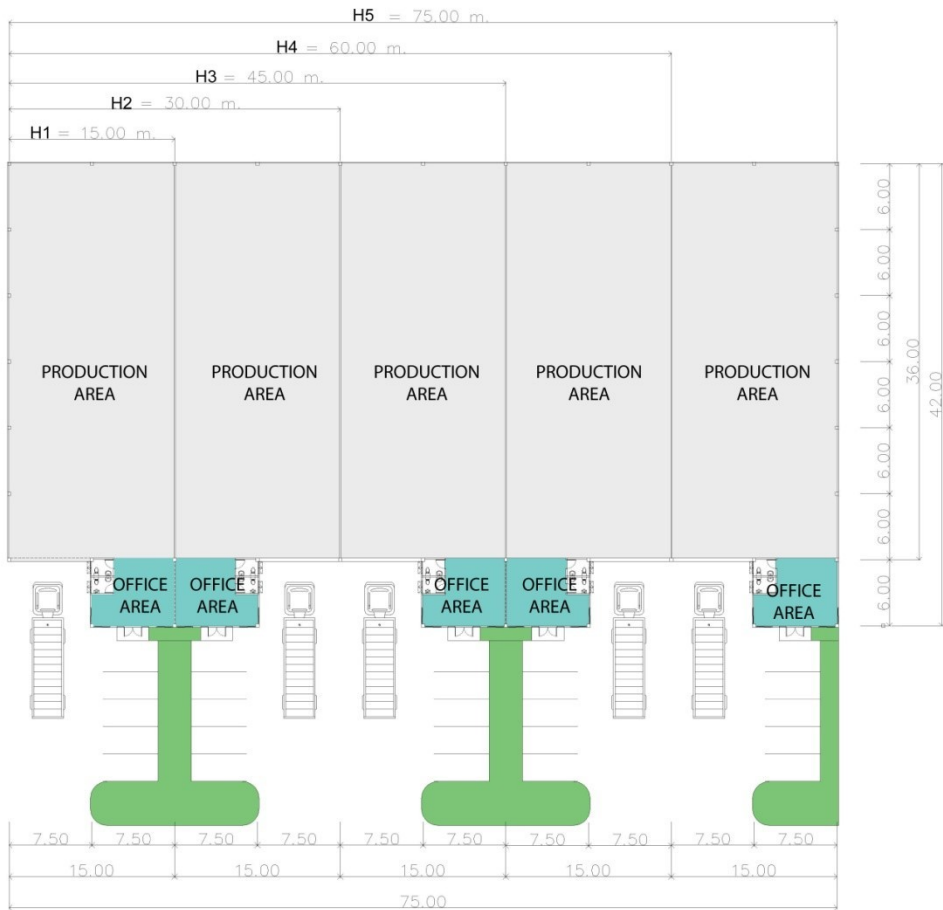 H5 = 75.00 m.
H4 = 60.00 m.
H3 = 45.00 m.
H2 = 30.00 m.
H1 = 15.00 m.
PRODUCTION
AREA
PRODUCTION
AREA
PRODUCTION
AREA
PRODUCTION
AREA
PRODUCTION
AREA
6.00
6.00
6.00
6.00
6.00
6.00
6.00
36.00
42.00
OFFICE
AREA
OFFICE
AREA
OFFICE
AREA
OFFICE
AREA
OFFICE
AREA
7.50 7.50 7.50 7.50 7.50 7.50 7.50 7.50 7.50 7.50
15.00 15.00 15.00 15.00 15.00
75.00